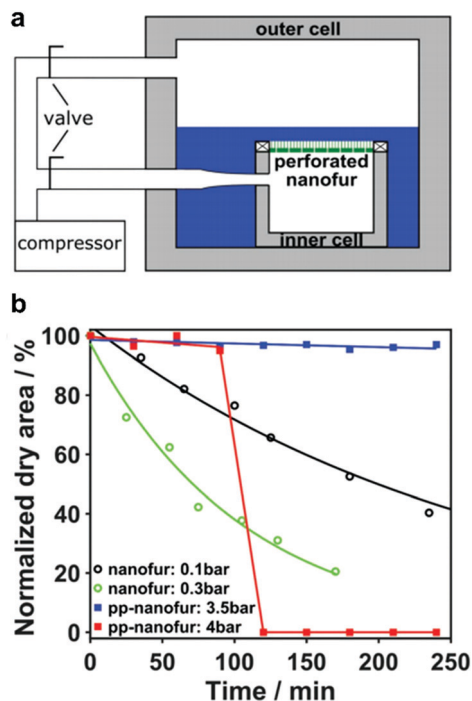 a
outer cell
valve
perforated
nanofur
compressor
inner cell
b
Normalized dry area / %
100
80
60
40
20
0
nanofur: 0.1bar
nanofur: 0.3bar
pp-nanofur: 3.5bar
pp-nanofur: 4bar
0 50 100 150 200 250
Time / min